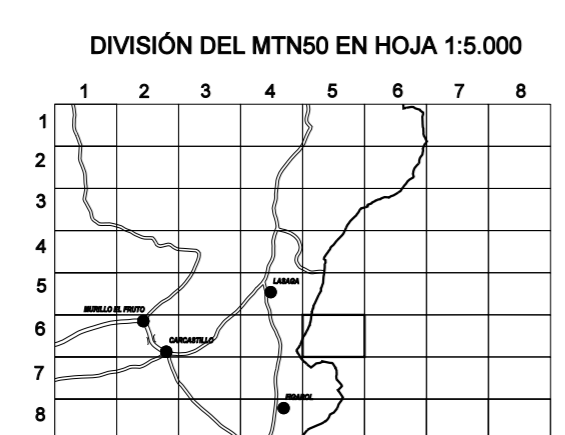 DIVISIÓN DEL MTN50 EN HOJA 1:5.000
1 2 3 4 5 6 7 8
1
2
3
4
5
LASAGA
MURILLO EL FRUTO
6
CARCASTILLO
7
FIGAROL
8